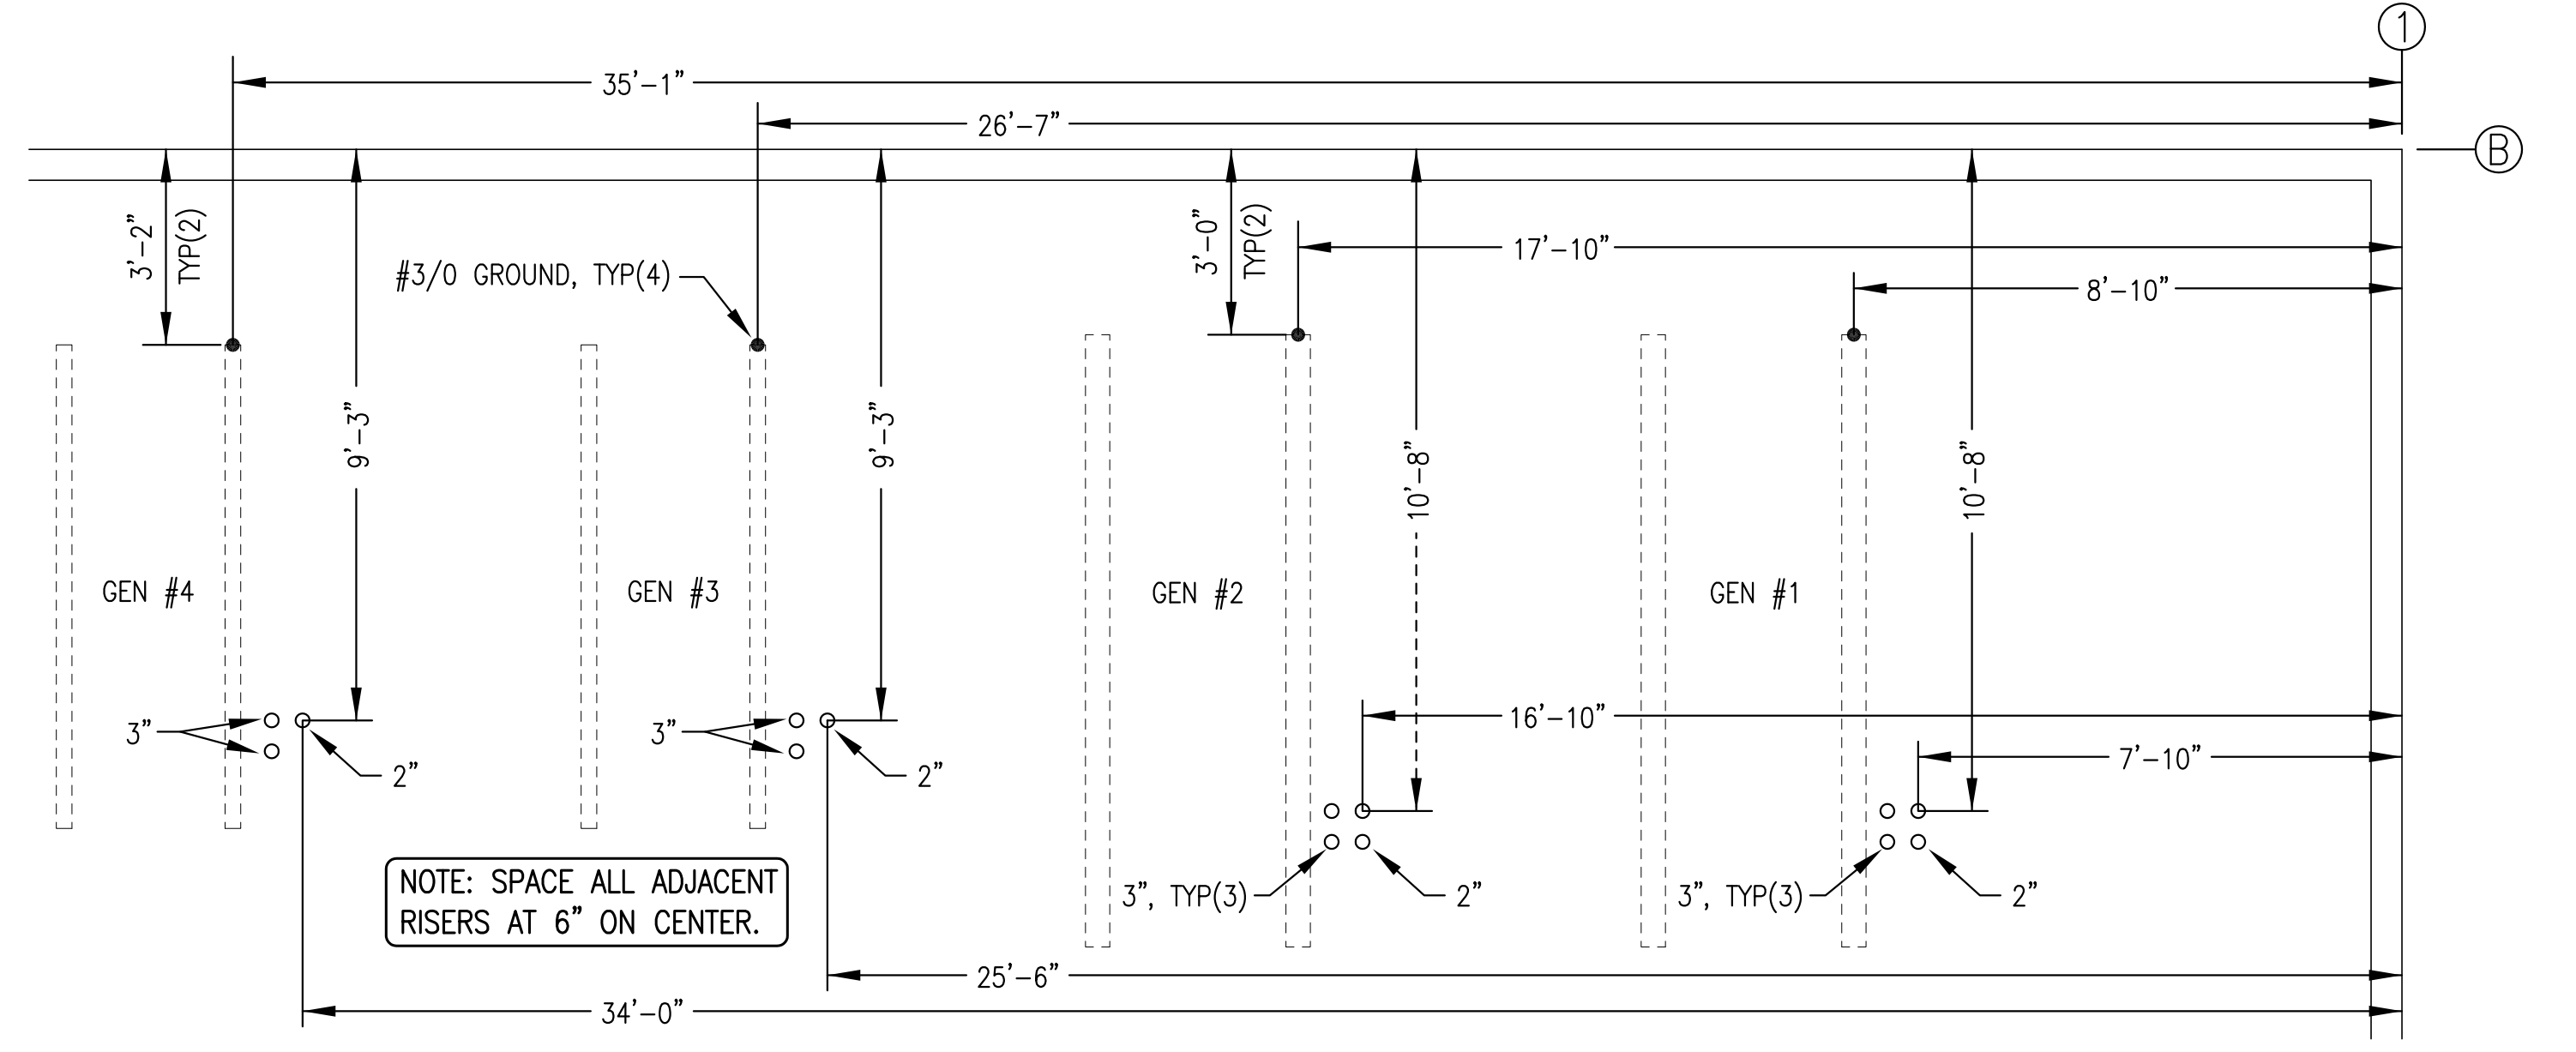 1
35’-1”
26’-7”
B
3’-2”
TYP(2)
3’-0”
TYP(2)
17’-10”
#3/0 GROUND, TYP(4)
8’-10”
9’-3”
9’-3”
10’-8”
10’-8”
GEN #4
GEN #3
GEN #2
GEN #1
16’-10”
3”
3”
7’-10”
2”
2”
NOTE: SPACE ALL ADJACENT
RISERS AT 6” ON CENTER.
3”, TYP(3)
2”
3”, TYP(3)
2”
25’-6”
34’-0”